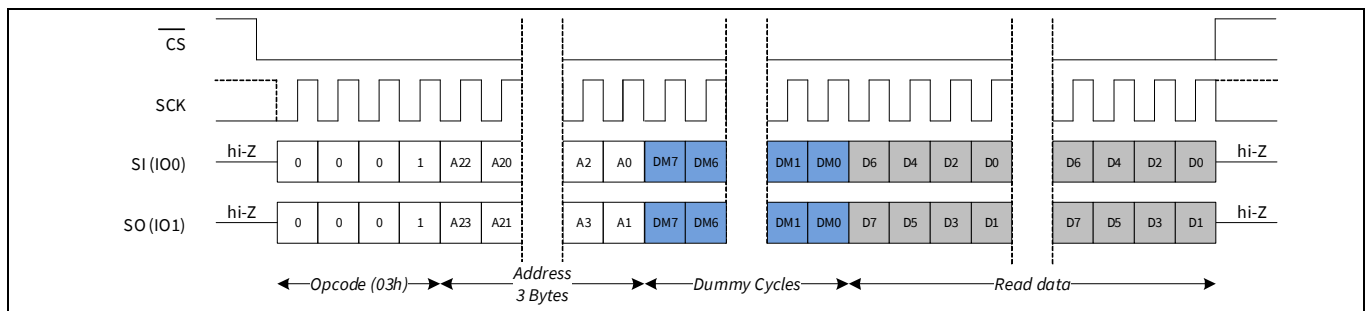 CS
SCK
SI (IO0) hi-Z 0 0 0 1 A22 A20 A2 A0 DM7 DM6 DM1 DM0 D6 D4 D2 D0 D6 D4 D2 D0 hi-Z
SO (IO1) hi-Z 0 0 0 1 A23 A21 A3 A1 DM7 DM6 DM1 DM0 D7 D5 D3 D1 D7 D5 D3 D1 hi-Z
Opcode (03h) Address 3 Bytes Dummy Cycles Read data